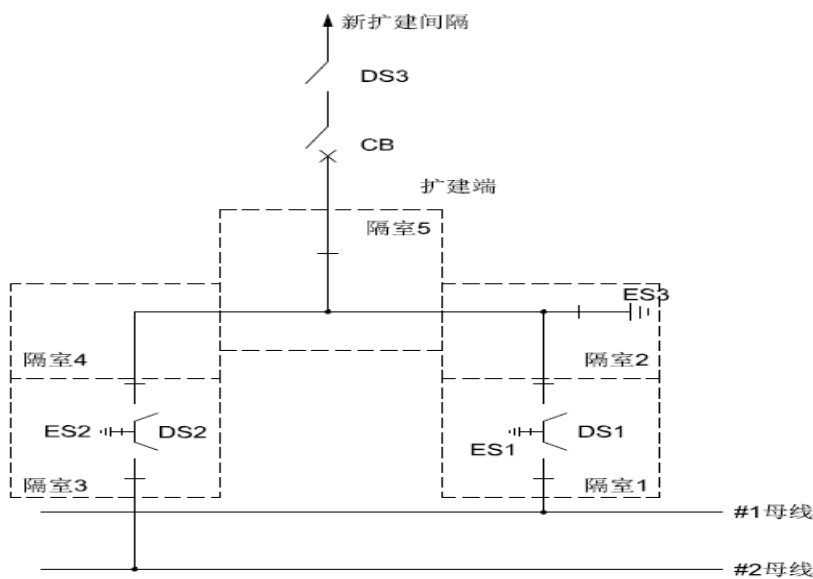 新扩建间隔
DS3
CB
扩建端
隔室5
ES3
隔室4
隔室2
ES2
DS2
DS1
ES1
隔室3
隔室1
#1母线
#2母线